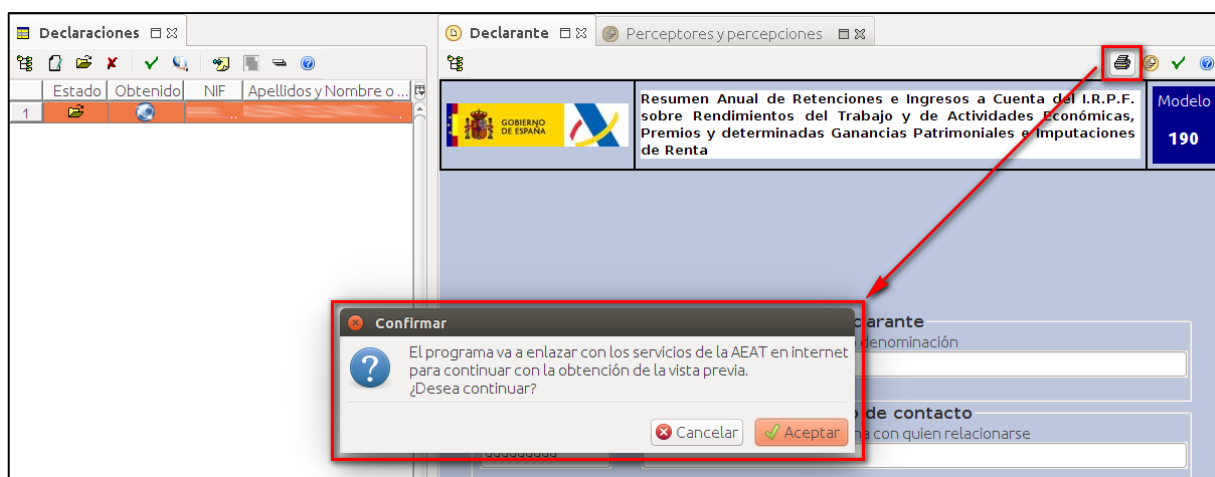 Declaraciones
Declarante
Perceptores y percepciones
Estado Obtenido NIF Apellidos y Nombre o ...
1
GOBIERNO
DE ESPAÑA
Resumen Anual de Retenciones e Ingresos a Cuenta del I.R.P.F.
sobre Rendimientos del Trabajo y de Actividades Económicas,
Premios y determinadas Ganancias Patrimoniales e Imputaciones
de Renta
Modelo
190
Confirmar
El programa va a enlazar con los servicios de la AEAT en internet
para continuar con la obtención de la vista previa.
¿Desea continuar?
Cancelar
Aceptar
denominación
de contacto
con quien relacionarse